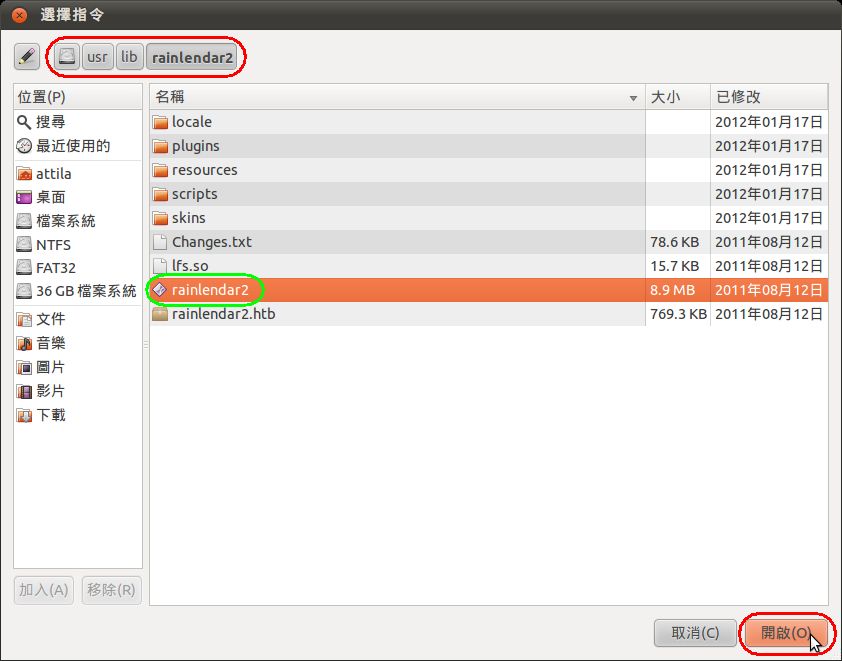 選擇指令
usr lib rainlendar2
位置(P)
搜尋
最近使用的
attila
桌面
檔案系統
NTFS
FAT32
36 GB 檔案系統
文件
音樂
圖片
影片
下載
名稱 大小 已修改
locale 2012年01月17日
plugins 2012年01月17日
resources 2012年01月17日
scripts 2012年01月17日
skins 2012年01月17日
Changes.txt 78.6 KB 2011年08月12日
lfs.so 15.7 KB 2011年08月12日
rainlendar2 8.9 MB 2011年08月12日
rainlendar2.htb 769.3 KB 2011年08月12日
加入(A) 移除(R)
取消(C) 開啟(O)